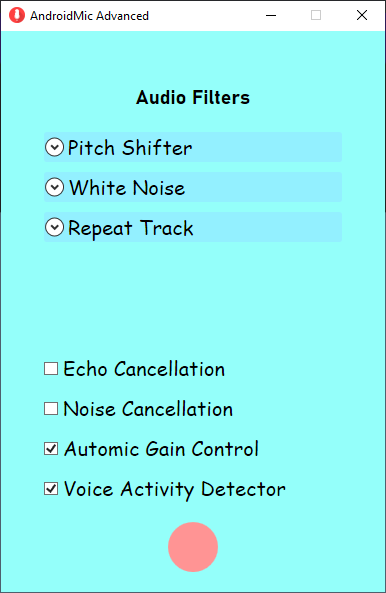 AndroidMic Advanced
Audio Filters
Pitch Shifter
White Noise
Repeat Track
Echo Cancellation
Noise Cancellation
Automic Gain Control
Voice Activity Detector